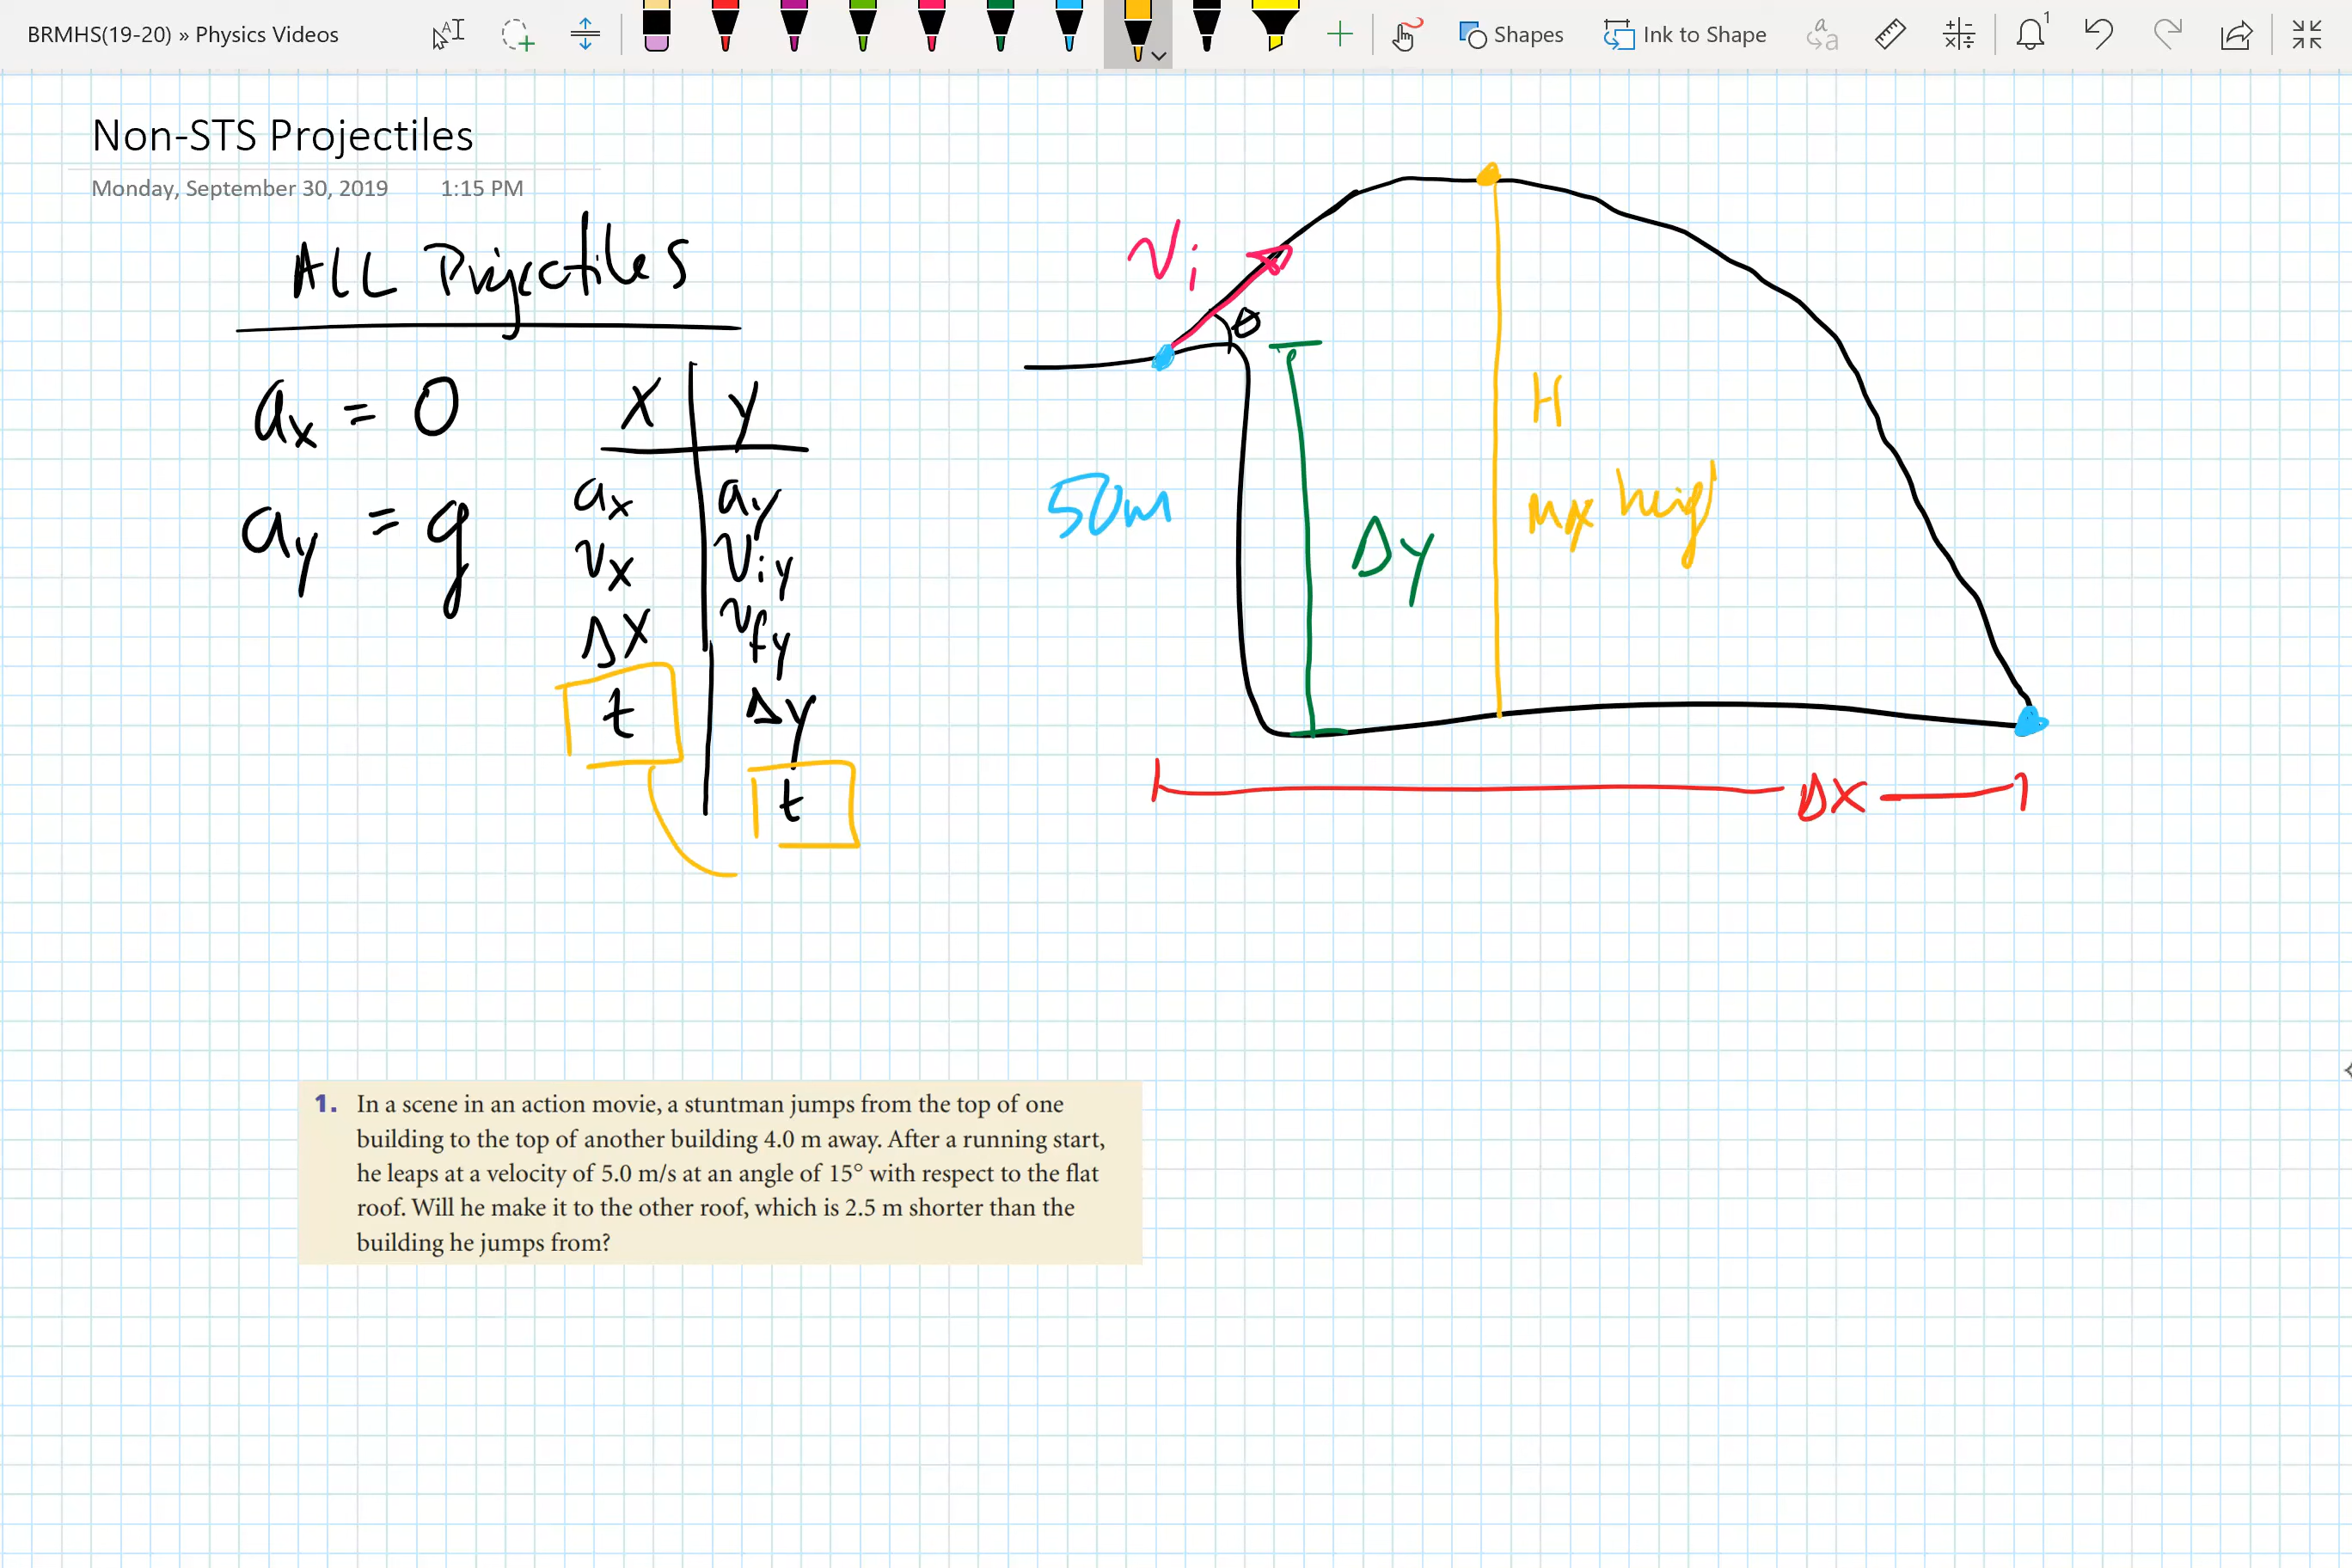 BRMHS(19-20) » Physics Videos
Shapes
Ink to Shape
1
Non-STS Projectiles
Monday, September 30, 2019 1:15 PM
ALL Projectiles
ax = 0
ay = g
x y
ax ay
vx viy
Δx vfy
t Δy
t
Vi
θ
50m
Δy
H
max heig
Δx
1. In a scene in an action movie, a stuntman jumps from the top of one
building to the top of another building 4.0 m away. After a running start,
he leaps at a velocity of 5.0 m/s at an angle of 15° with respect to the flat
roof. Will he make it to the other roof, which is 2.5 m shorter than the
building he jumps from?